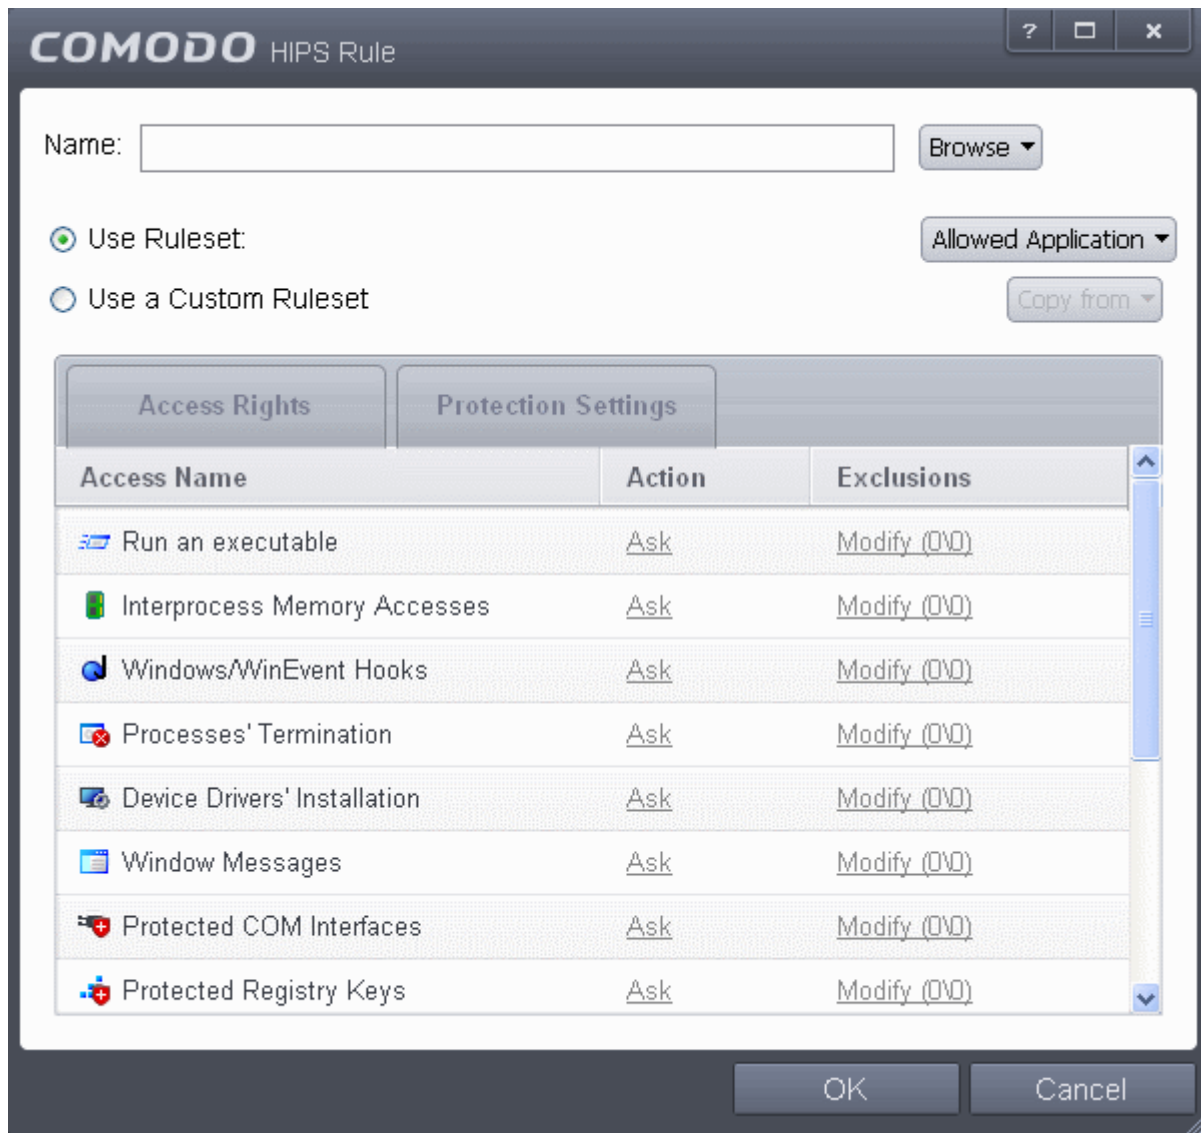 COMODO HIPS Rule ?
Name: Browse
Use Ruleset: Allowed Application
Use a Custom Ruleset Copy from
Access Rights Protection Settings
Access Name Action Exclusions
Run an executable Ask Modify (0\0)
Interprocess Memory Accesses Ask Modify (0\0)
Windows/WinEvent Hooks Ask Modify (0\0)
Processes' Termination Ask Modify (0\0)
Device Drivers' Installation Ask Modify (0\0)
Window Messages Ask Modify (0\0)
Protected COM Interfaces Ask Modify (0\0)
Protected Registry Keys Ask Modify (0\0)
OK Cancel